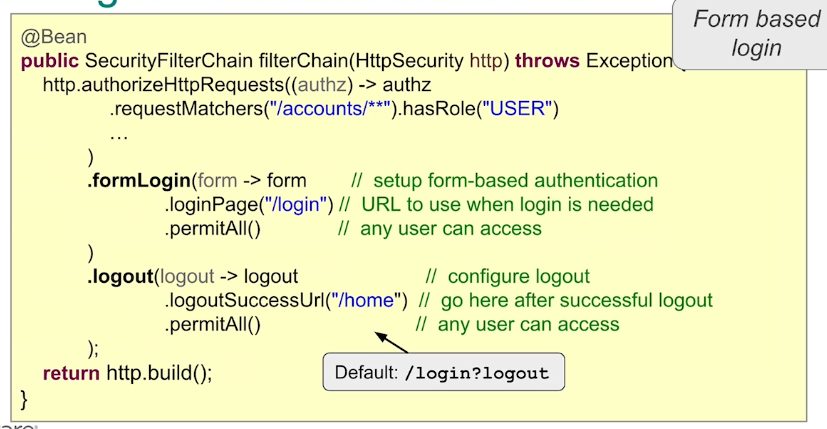 Form based
login
@Bean
public SecurityFilterChain filterChain(HttpSecurity http) throws Exception
http.authorizeHttpRequests((authz) -> authz
.requestMatchers("/accounts/**").hasRole("USER")
…
)
.formLogin(form -> form // setup form-based authentication
.loginPage("/login") // URL to use when login is needed
.permitAll() // any user can access
)
.logout(logout -> logout // configure logout
.logoutSuccessUrl("/home") // go here after successful logout
.permitAll() // any user can access
);
Default: /login?logout
return http.build();
}